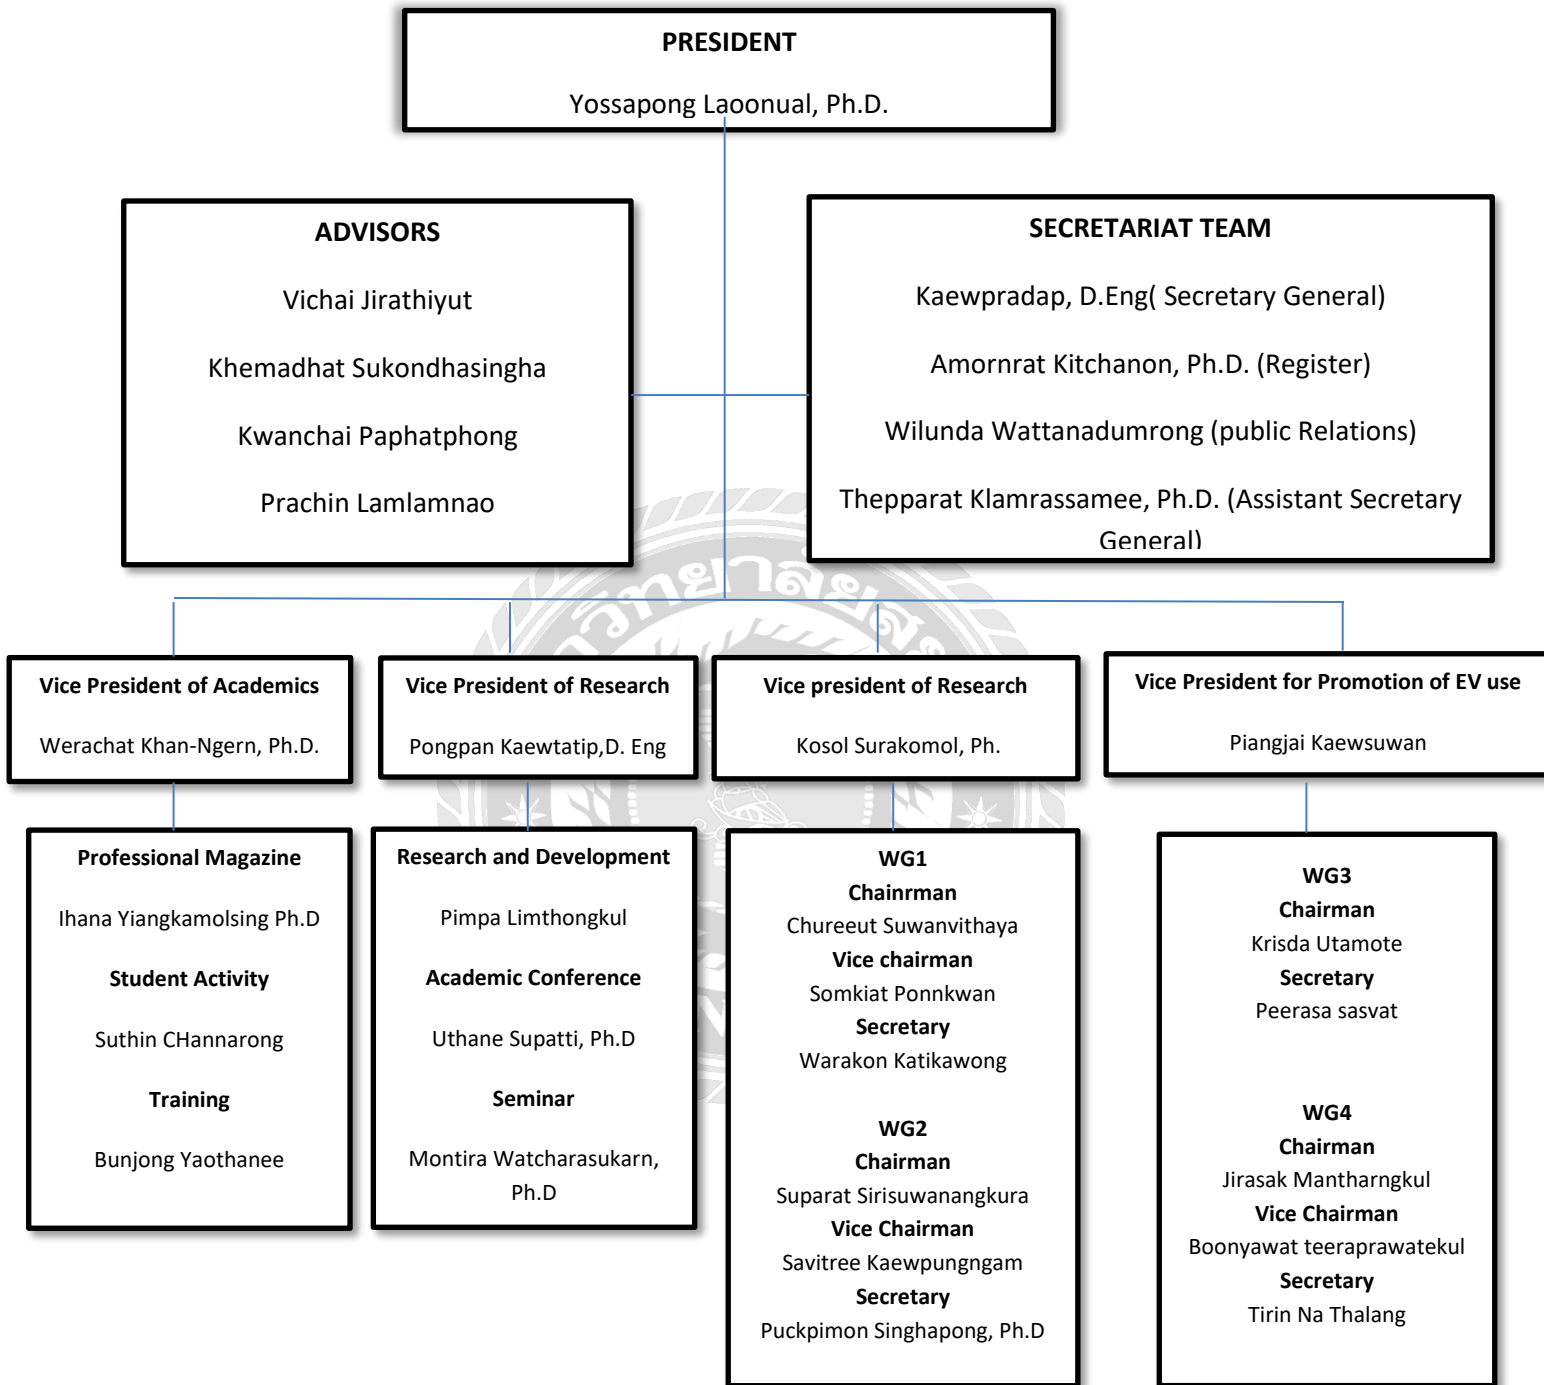 PRESIDENT
Yossapong Laoonual, Ph.D.
ADVISORS
Vichai Jirathiyut
Khemadhat Sukondhasingha
Kwanchai Paphatphong
Prachin Lamlamnao
SECRETARIAT TEAM
Kaewpradap, D.Eng( Secretary General)
Amornrat Kitchanon, Ph.D. (Register)
Wilunda Wattanadumrong (public Relations)
Thepparat Klamrassamee, Ph.D. (Assistant Secretary
General)
Vice President of Academics
Werachat Khan-Ngern, Ph.D.
Vice President of Research
Pongpan Kaewtatip,D. Eng
Vice president of Research
Kosol Surakomol, Ph.
Vice President for Promotion of EV use
Piangjai Kaewsuwan
Professional Magazine
Ihana Yiangkamolsing Ph.D
Student Activity
Suthin CHannarong
Training
Bunjong Yaothanee
Research and Development
Pimpa Limthongkul
Academic Conference
Uthane Supatti, Ph.D
Seminar
Montira Watcharasukarn,
Ph.D
WG1
Chainrman
Chureeut Suwanvithaya
Vice chairman
Somkiat Ponnkwan
Secretary
Warakon Katikawong
WG2
Chairman
Suparat Sirisuwanangkura
Vice Chairman
Savitree Kaewpungngam
Secretary
Puckpimon Singhapong, Ph.D
WG3
Chairman
Krisda Utamote
Secretary
Peerasa sasvat
WG4
Chairman
Jirasak Mantharngkul
Vice Chairman
Boonyawat teeraprawatekul
Secretary
Tirin Na Thalang